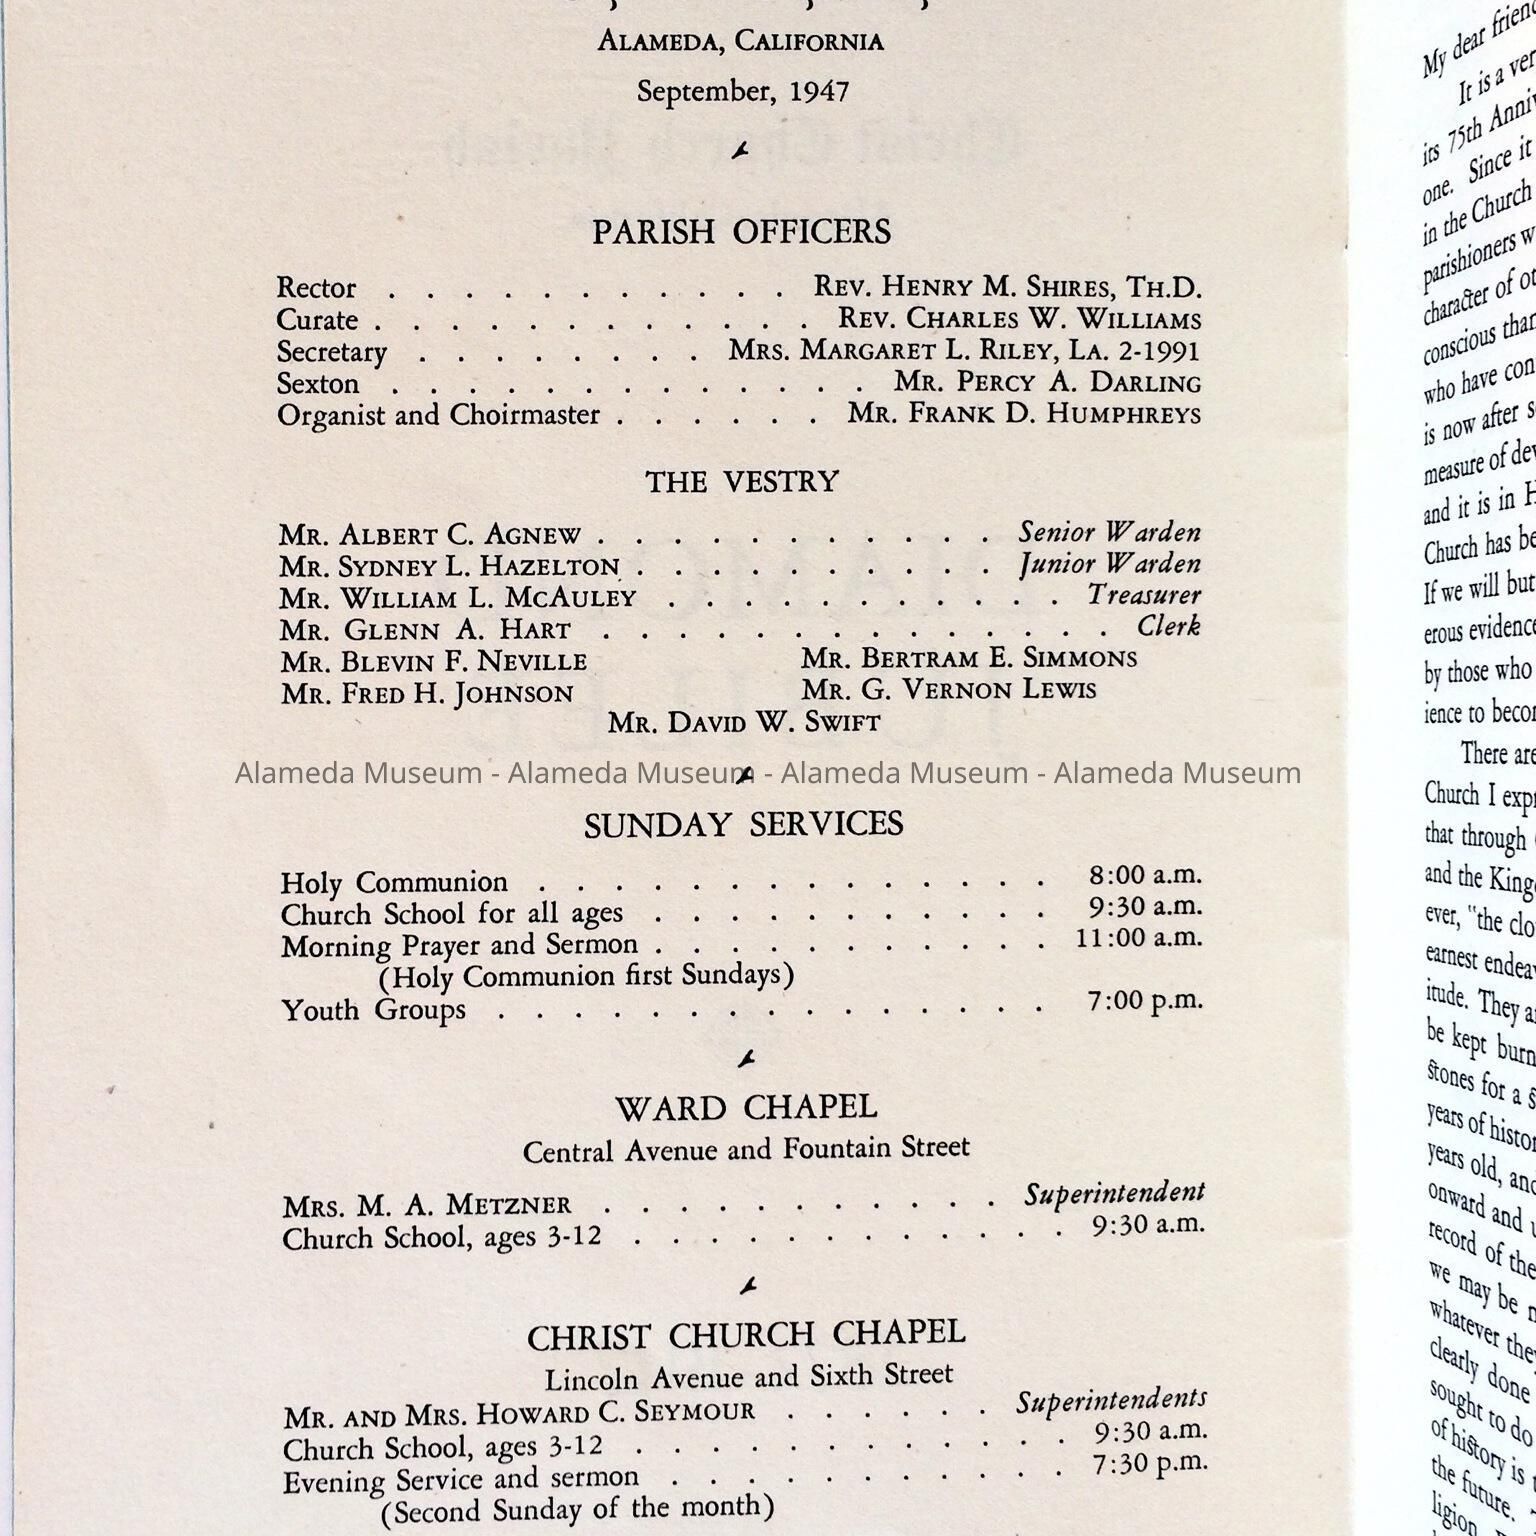 ALAMEDA, CALIFORNIA
September, 1947
PARISH OFFICERS
Rector . . . . . . . . . . . REV. HENRY M. SHIRES, TH.D.
Curate . . . . . . . . . . . . REV. CHARLES W. WILLIAMS
Secretary . . . . . . . . MRS. MARGARET L. RILEY, LA. 2-1991
Sexton . . . . . . . . . . . . . MR. PERCY A. DARLING
Organist and Choirmaster . . . . . . MR. FRANK D. HUMPHREYS
THE VESTRY
MR. ALBERT C. AGNEW . . . . . . . . . . . Senior Warden
MR. SYDNEY L. HAZELTON . . . . . . . . . . Junior Warden
MR. WILLIAM L. MCAULEY . . . . . . . . . . . Treasurer
MR. GLENN A. HART . . . . . . . . . . . . . . Clerk
MR. BLEVIN F. NEVILLE MR. BERTRAM E. SIMMONS
MR. FRED H. JOHNSON MR. G. VERNON LEWIS
MR. DAVID W. SWIFT
Alameda Museum - Alameda Museum - Alameda Museum - Alameda Museum
SUNDAY SERVICES
Holy Communion . . . . . . . . . . . . . . 8:00 a.m.
Church School for all ages . . . . . . . . . . . 9:30 a.m.
Morning Prayer and Sermon . . . . . . . . . . . 11:00 a.m.
(Holy Communion first Sundays)
Youth Groups . . . . . . . . . . . . . . . 7:00 p.m.
WARD CHAPEL
Central Avenue and Fountain Street
MRS. M. A. METZNER . . . . . . . . . . . Superintendent
Church School, ages 3-12 . . . . . . . . . . . . 9:30 a.m.
CHRIST CHURCH CHAPEL
Lincoln Avenue and Sixth Street
MR. AND MRS. HOWARD C. SEYMOUR . . . . . . Superintendents
Church School, ages 3-12 . . . . . . . . . . . . 9:30 a.m.
Evening Service and sermon . . . . . . . . . . . 7:30 p.m.
(Second Sunday of the month)
My dear
It is a
its 75th
one. Since it
in the Church
parishioners
character of
conscious
who have
is now after
measure of
and it is in
Church has
If we will but
erous
by those who
ience to
There are
Church I
that through
and the
ever, "the
earnest
itude. They
be kept
stones for a
years of
years old,
onward and
record of the
we may be
whatever
clearly done
sought to do
of history is
the future.
ligion.